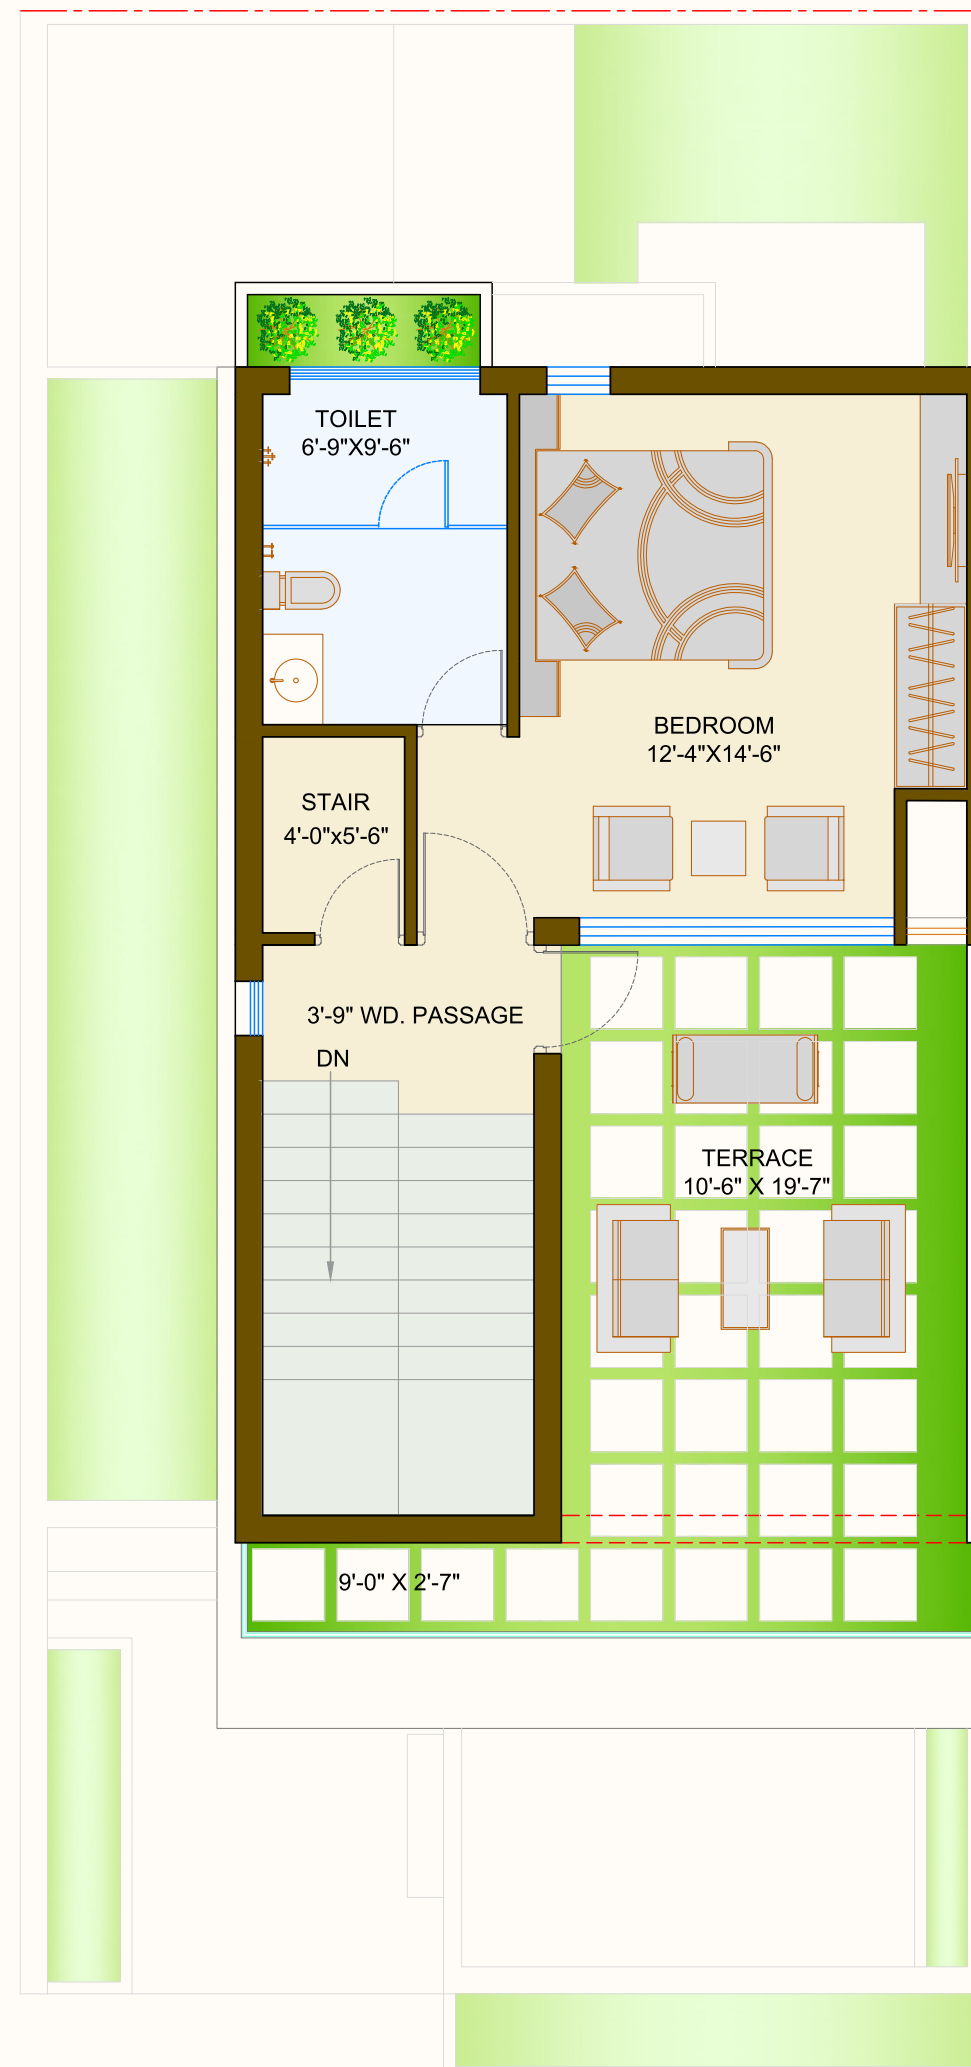 TOILET
6'-9"X9'-6"
BEDROOM
12'-4"X14'-6"
STAIR
4'-0"x5'-6"
3'-9" WD. PASSAGE
DN
TERRACE
10'-6" X 19'-7"
9'-0" X 2'-7"